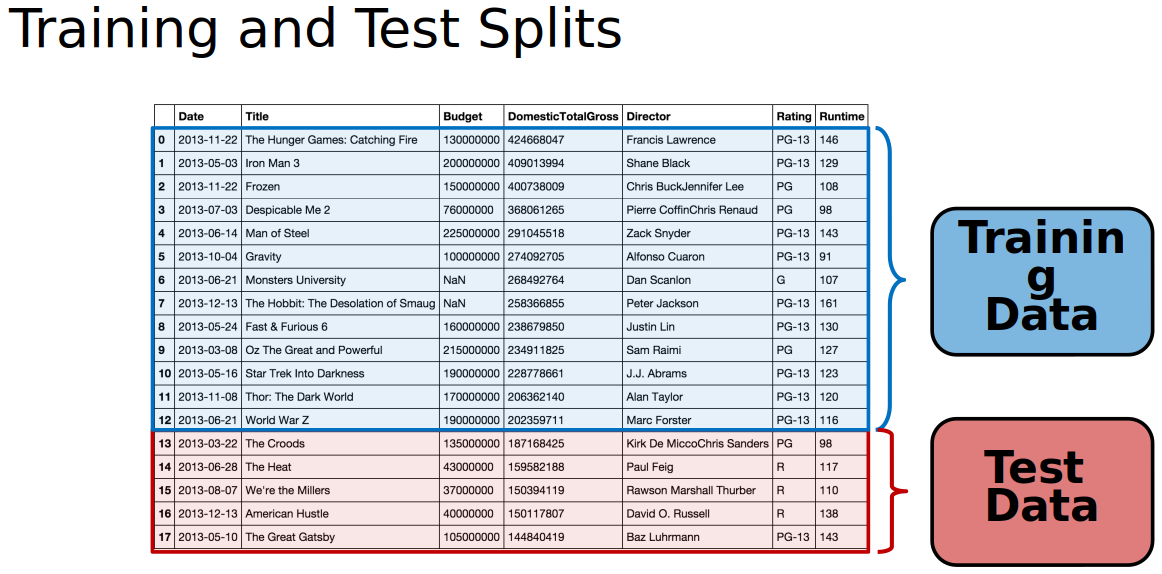 Training and Test Splits
Date Title Budget DomesticTotalGross Director Rating Runtime
0 2013-11-22 The Hunger Games: Catching Fire 130000000 424668047 Francis Lawrence PG-13 146
1 2013-05-03 Iron Man 3 200000000 409013994 Shane Black PG-13 129
2 2013-11-22 Frozen 150000000 400738009 Chris BuckJennifer Lee PG 108
3 2013-07-03 Despicable Me 2 76000000 368061265 Pierre CoffinChris Renaud PG 98
4 2013-06-14 Man of Steel 225000000 291045518 Zack Snyder PG-13 143
5 2013-10-04 Gravity 100000000 274092705 Alfonso Cuaron PG-13 91
6 2013-06-21 Monsters University NaN 268492764 Dan Scanlon G 107
7 2013-12-13 The Hobbit: The Desolation of Smaug NaN 258366855 Peter Jackson PG-13 161
8 2013-05-24 Fast & Furious 6 160000000 238679850 Justin Lin PG-13 130
9 2013-03-08 Oz The Great and Powerful 215000000 234911825 Sam Raimi PG 127
10 2013-05-16 Star Trek Into Darkness 190000000 228778661 J.J. Abrams PG-13 123
11 2013-11-08 Thor: The Dark World 170000000 206362140 Alan Taylor PG-13 120
12 2013-06-21 World War Z 190000000 202359711 Marc Forster PG-13 116
13 2013-03-22 The Croods 135000000 187168425 Kirk De MiccoChris Sanders PG 98
14 2013-06-28 The Heat 43000000 159582188 Paul Feig R 117
15 2013-08-07 We're the Millers 37000000 150394119 Rawson Marshall Thurber R 110
16 2013-12-13 American Hustle 40000000 150117807 David O. Russell R 138
17 2013-05-10 The Great Gatsby 105000000 144840419 Baz Luhrmann PG-13 143
Trainin
g
Data
Test
Data